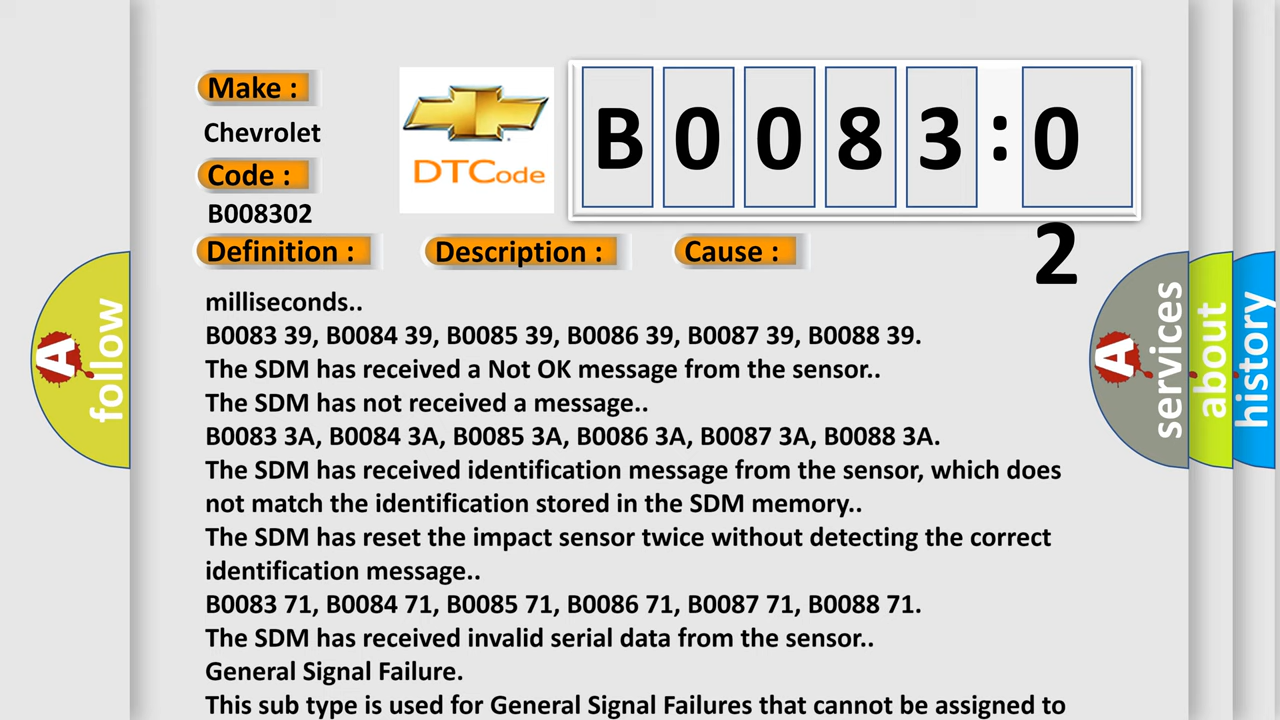 Make :
Chevrolet
Code :
B008302
DTCode
B0083:0
2
Definition :
Description :
Cause :
milliseconds..
B0083 39, B0084 39, B0085 39, B0086 39, B0087 39, B0088 39.
The SDM has received a Not OK message from the sensor..
The SDM has not received a message..
B0083 3A, B0084 3A, B0085 3A, B0086 3A, B0087 3A, B0088 3A.
The SDM has received identification message from the sensor, which does
not match the identification stored in the SDM memory..
The SDM has reset the impact sensor twice without detecting the correct
identification message..
B0083 71, B0084 71, B0085 71, B0086 71, B0087 71, B0088 71.
The SDM has received invalid serial data from the sensor..
General Signal Failure.
This sub type is used for General Signal Failures that cannot be assigned to
A follow
A services
about
history